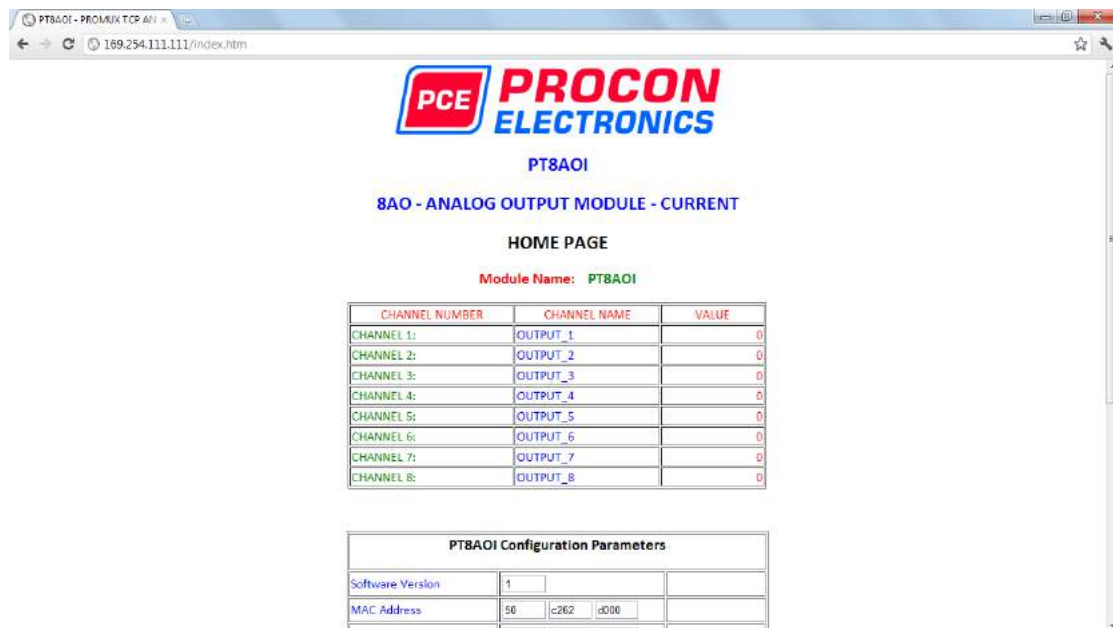 PT8AOI - PROMUX TCP AN
169.254.111.111/index.htm
PCE PROCON
ELECTRONICS
PT8AOI
8AO - ANALOG OUTPUT MODULE - CURRENT
HOME PAGE
Module Name: PT8AOI
CHANNEL NUMBER CHANNEL NAME VALUE
CHANNEL 1: OUTPUT_1 0
CHANNEL 2: OUTPUT_2 0
CHANNEL 3: OUTPUT_3 0
CHANNEL 4: OUTPUT_4 0
CHANNEL 5: OUTPUT_5 0
CHANNEL 6: OUTPUT_6 0
CHANNEL 7: OUTPUT_7 0
CHANNEL 8: OUTPUT_8 0
PT8AOI Configuration Parameters
Software Version 1
MAC Address 50 c262 d000